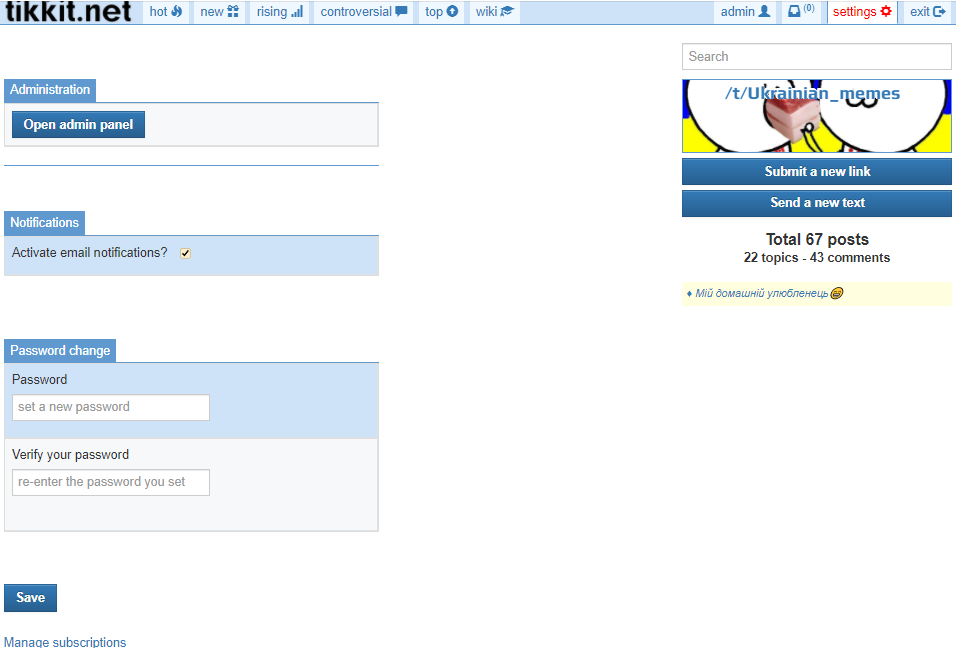 tikkit.net hot new rising controversial top wiki admin (0) settings exit
Search
/t/Ukrainian_memes
Administration
Open admin panel
Submit a new link
Send a new text
Notifications
Activate email notifications?
Total 67 posts
22 topics - 43 comments
♦ Мій домашній улюбленець
Password change
Password
set a new password
Verify your password
re-enter the password you set
Save
Manage subscriptions